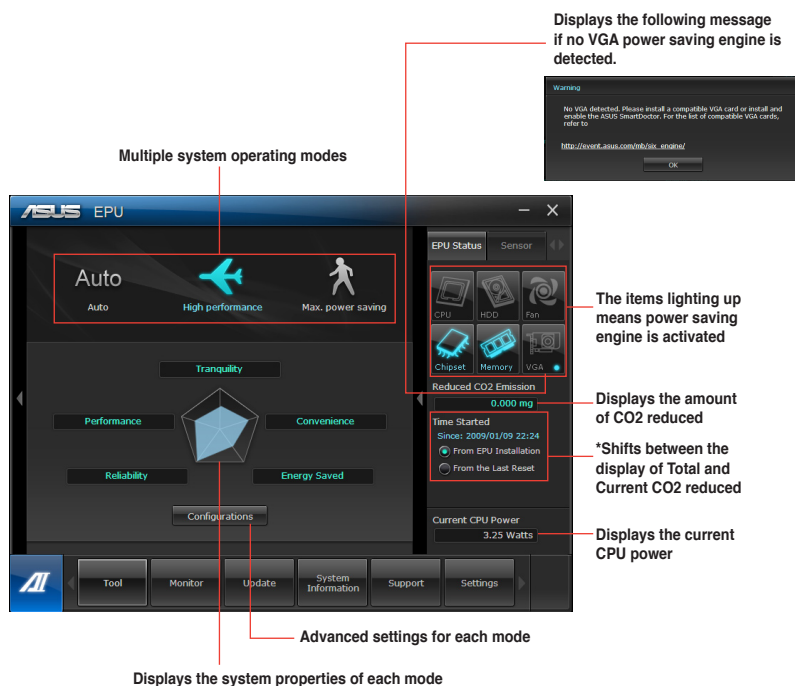 Displays the following message
if no VGA power saving engine is
detected.
Warning
No VGA detected. Please install a compatible VGA card or install and
enable the ASUS SmartDoctor. For the list of compatible VGA cards,
refer to
http://event.asus.com/mb/six_engine/
OK
Multiple system operating modes
ASUS EPU
Auto
Auto
High performance
Max. power saving
EPU Status
Sensor
CPU
HDD
Fan
Chipset
Memory
VGA
The items lighting up
means power saving
engine is activated
Tranquility
Performance
Convenience
Reliability
Energy Saved
Configurations
Reduced CO2 Emission
0.000 mg
Displays the amount
of CO2 reduced
Time Started
Since: 2009/01/09 22:24
From EPU Installation
From the Last Reset
*Shifts between the
display of Total and
Current CO2 reduced
Current CPU Power
3.25 Watts
Displays the current
CPU power
AI
Tool
Monitor
Update
System
Information
Support
Settings
Advanced settings for each mode
Displays the system properties of each mode